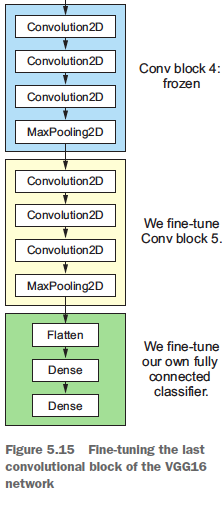 Convolution2D
Convolution2D
Convolution2D
MaxPooling2D
Conv block 4:
frozen
Convolution2D
Convolution2D
Convolution2D
MaxPooling2D
We fine-tune
Conv block 5.
Flatten
Dense
Dense
We fine-tune
our own fully
connected
classifier.
Figure 5.15 Fine-tuning the last
convolutional block of the VGG16
network